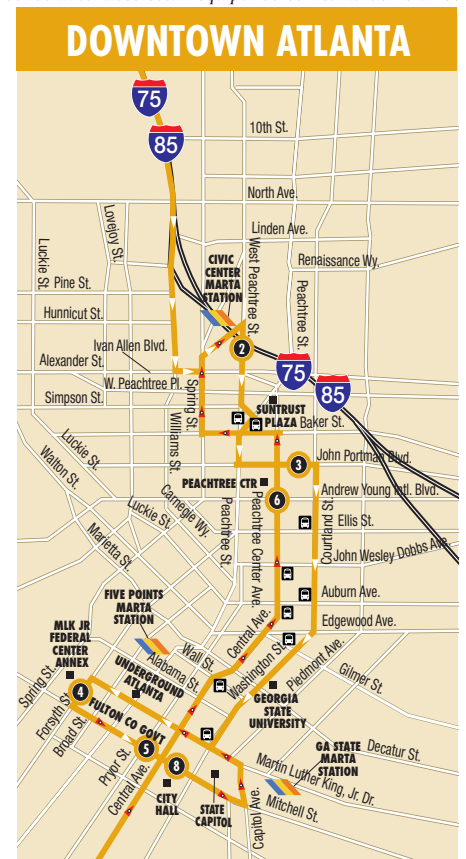 DOWNTOWN ATLANTA
75
85
10th St.
North Ave.
Lovejoy St.
Luckie St.
Linden Ave.
West Peachtree St.
CIVIC
CENTER
MARTA
STATION
Renaissance Wy.
Pine St.
Peachtree St.
Hunnicut St.
Ivan Allen Blvd.
2
Alexander St.
W. Peachtree Pl.
75
85
Simpson St.
Spring St.
Williams St.
SUNTRUST
PLAZA
Baker St.
Luckie St.
Walton St.
John Portman Blvd.
3
PEACHTREE CTR
6
Andrew Young Intl. Blvd.
Carnegie Wy.
Luckie St.
Marietta St.
Peachtree St.
Peachtree Center Ave.
Ellis St.
Courtland St.
John Wesley Dobbs Ave.
Auburn Ave.
FIVE POINTS
MARTA
STATION
Edgewood Ave.
MLK JR
FEDERAL
CENTER
ANNEX
Wall St.
Alabama St.
Central Ave.
Washington St.
Piedmont Ave.
Gilmer St.
UNDERGROUND
ATLANTA
Spring St.
4
FULTON CO GOVT
GEORGIA
STATE
UNIVERSITY
Forsyth St.
Broad St.
Pryor St.
5
8
Decatur St.
GA STATE
MARTA
STATION
Central Ave.
Martin Luther King, Jr. Dr.
CITY
HALL
STATE
CAPITOL
Mitchell St.
Capitol Ave.